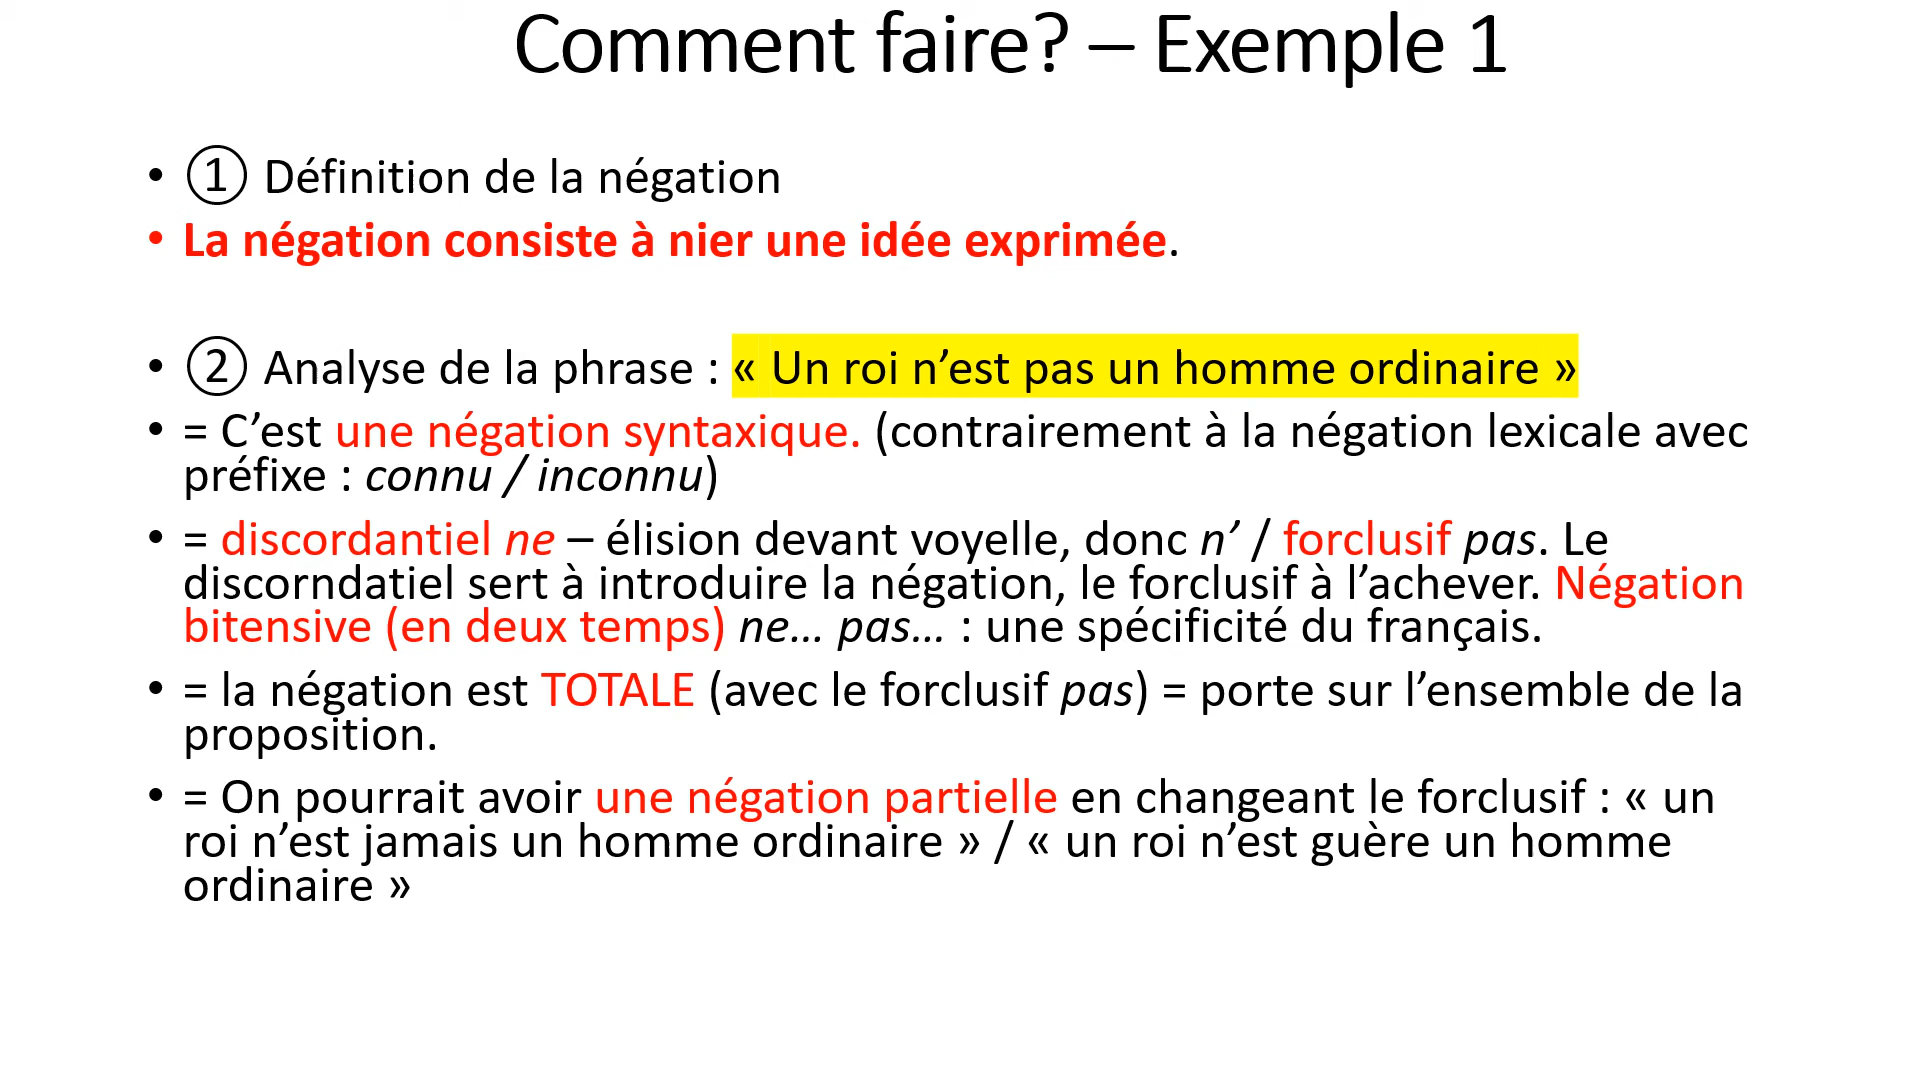 Comment faire? – Exemple 1
• ① Définition de la négation
• La négation consiste à nier une idée exprimée.
• ② Analyse de la phrase : « Un roi n’est pas un homme ordinaire »
• = C’est une négation syntaxique. (contrairement à la négation lexicale avec
préfixe : connu / inconnu)
• = discordantiel ne – élision devant voyelle, donc n’ / forclusif pas. Le
discorndatiel sert à introduire la négation, le forclusif à l’achever. Négation
bitensive (en deux temps) ne… pas… : une spécificité du français.
• = la négation est TOTALE (avec le forclusif pas) = porte sur l’ensemble de la
proposition.
• = On pourrait avoir une négation partielle en changeant le forclusif : « un
roi n’est jamais un homme ordinaire » / « un roi n’est guère un homme
ordinaire »